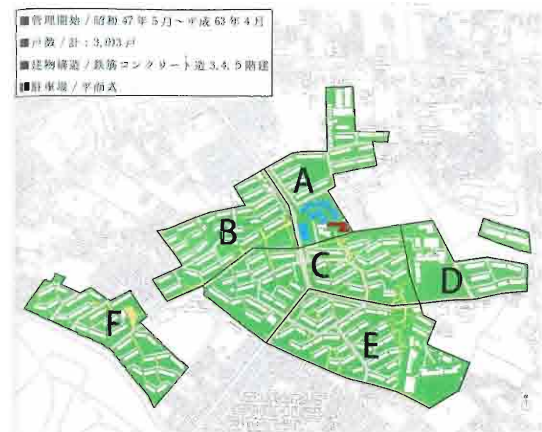 ■管理開始/昭和47年5月~平成63年4月
■戸数/計:3,093戸
■建物構造/鉄筋コンクリート造3,4,5階建
■駐車場/平面式
A
B
C
D
F
E